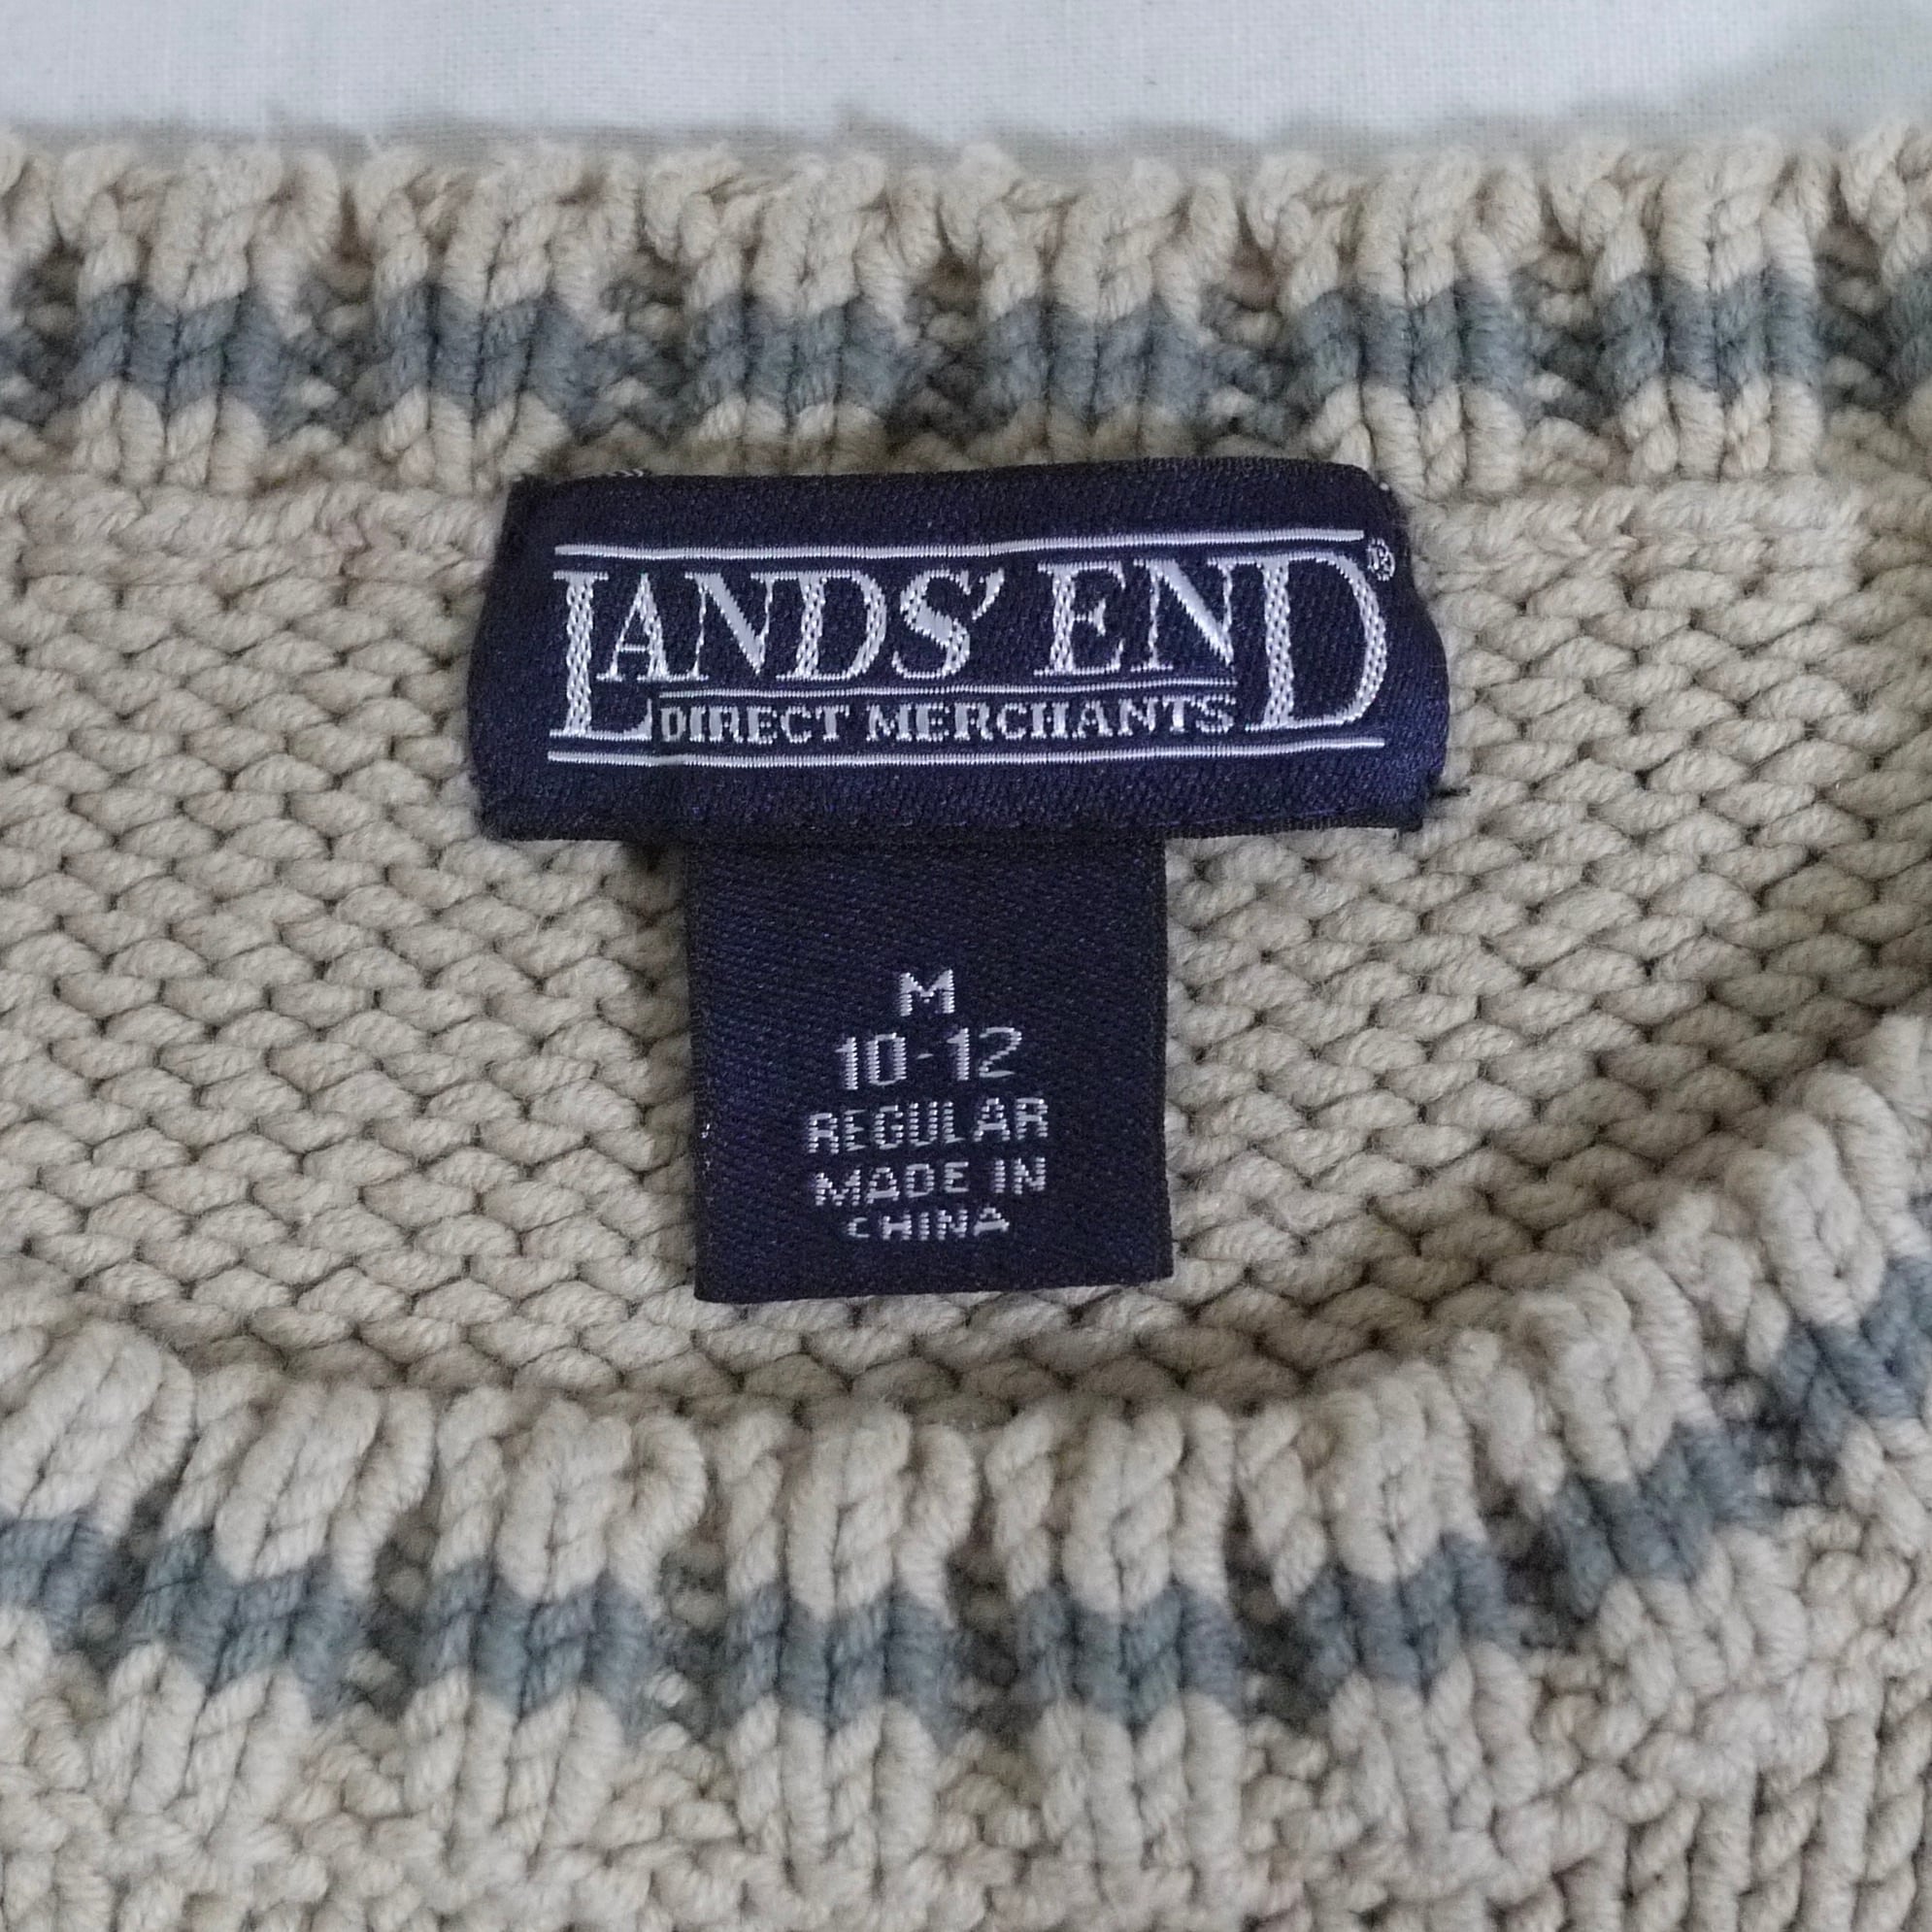 LANDS' END®
DIRECT MERCHANTS
M
10-12
REGULAR
MADE IN
CHINA